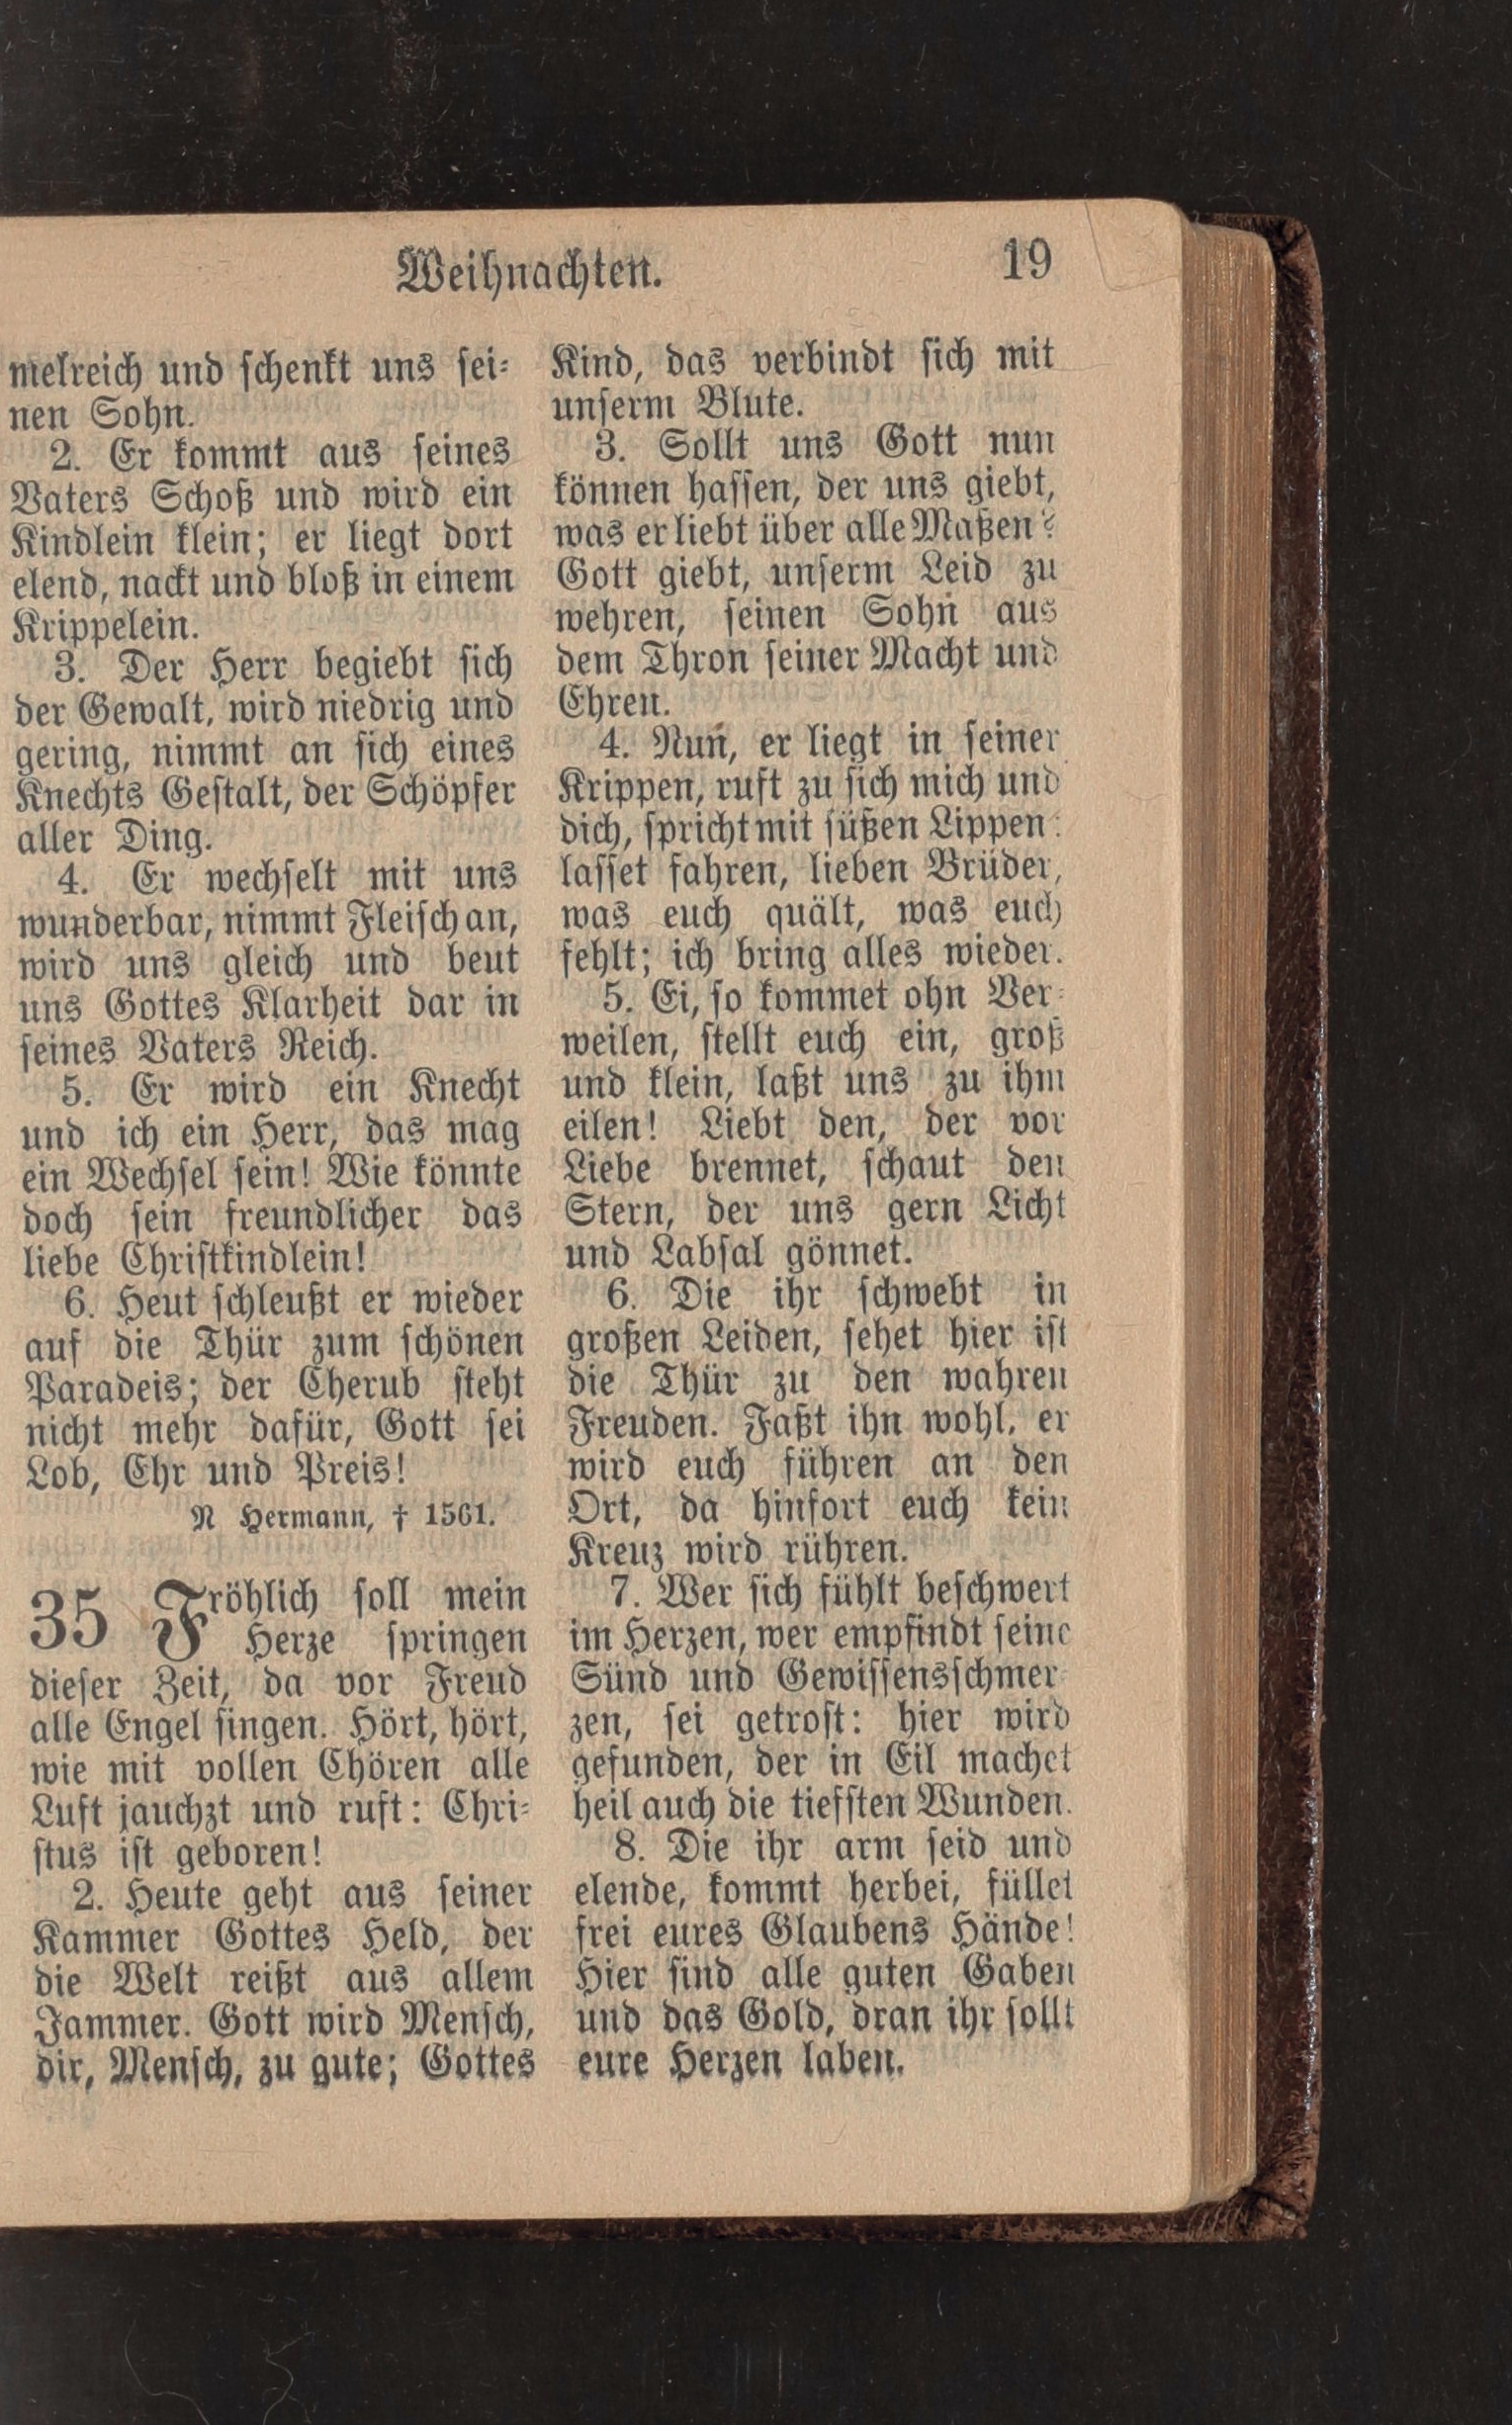 Weihnachten. 19
melreich und ſchenkt uns ſei⸗
nen Sohn.
2. Er kommt aus ſeines
Vaters Schoß und wird ein
Kindlein klein; er liegt dort
elend, nackt und bloß in einem
Krippelein.
3. Der Herr begiebt ſich
der Gewalt, wird niedrig und
gering, nimmt an ſich eines
Knechts Geſtalt, der Schöpfer
aller Ding.
4. Er wechſelt mit uns
wunderbar, nimmt Fleiſch an,
wird uns gleich und beut
uns Gottes Klarheit dar in
ſeines Vaters Reich.
5. Er wird ein Knecht
und ich ein Herr, das mag
ein Wechſel ſein! Wie könnte
doch ſein freundlicher das
liebe Chriſtkindlein!
6. Heut ſchleußt er wieder
auf die Thür zum ſchönen
Paradeis; der Cherub ſteht
nicht mehr dafür, Gott ſei
Lob, Ehr und Preis!
N Hermann, † 1561.
35 Fröhlich ſoll mein
Herze ſpringen
dieſer Zeit, da vor Freud
alle Engel ſingen. Hört, hört,
wie mit vollen Chören alle
Luft jauchzt und ruft: Chri⸗
ſtus iſt geboren!
2. Heute geht aus ſeiner
Kammer Gottes Held, der
die Welt reißt aus allem
Jammer. Gott wird Menſch,
dir, Menſch, zu gute; Gottes
Kind, das verbindt ſich mit
unſerm Blute.
3. Sollt uns Gott nun
können haſſen, der uns giebt,
was er liebt über alle Maßen?
Gott giebt, unſerm Leid zu
wehren, ſeinen Sohn aus
dem Thron ſeiner Macht und
Ehren.
4. Nun, er liegt in ſeiner
Krippen, ruft zu ſich mich und
dich, ſpricht mit ſüßen Lippen:
laſſet fahren, lieben Brüder,
was euch quält, was euch
fehlt; ich bring alles wieder.
5. Ei, ſo kommet ohn Ver⸗
weilen, ſtellt euch ein, groß
und klein, laßt uns zu ihm
eilen! Liebt den, der vor
Liebe brennet, ſchaut den
Stern, der uns gern Licht
und Labſal gönnet.
6. Die ihr ſchwebt in
großen Leiden, ſehet hier iſt
die Thür zu den wahren
Freuden. Faßt ihn wohl, er
wird euch führen an den
Ort, da hinfort euch kein
Kreuz wird rühren.
7. Wer ſich fühlt beſchwert
im Herzen, wer empfindt ſeine
Sünd und Gewiſſensſchmer⸗
zen, ſei getroſt: hier wird
gefunden, der in Eil machet
heil auch die tiefſten Wunden.
8. Die ihr arm ſeid und
elende, kommt herbei, füllet
frei eures Glaubens Hände!
Hier ſind alle guten Gaben
und das Gold, dran ihr ſollt
eure Herzen laben.